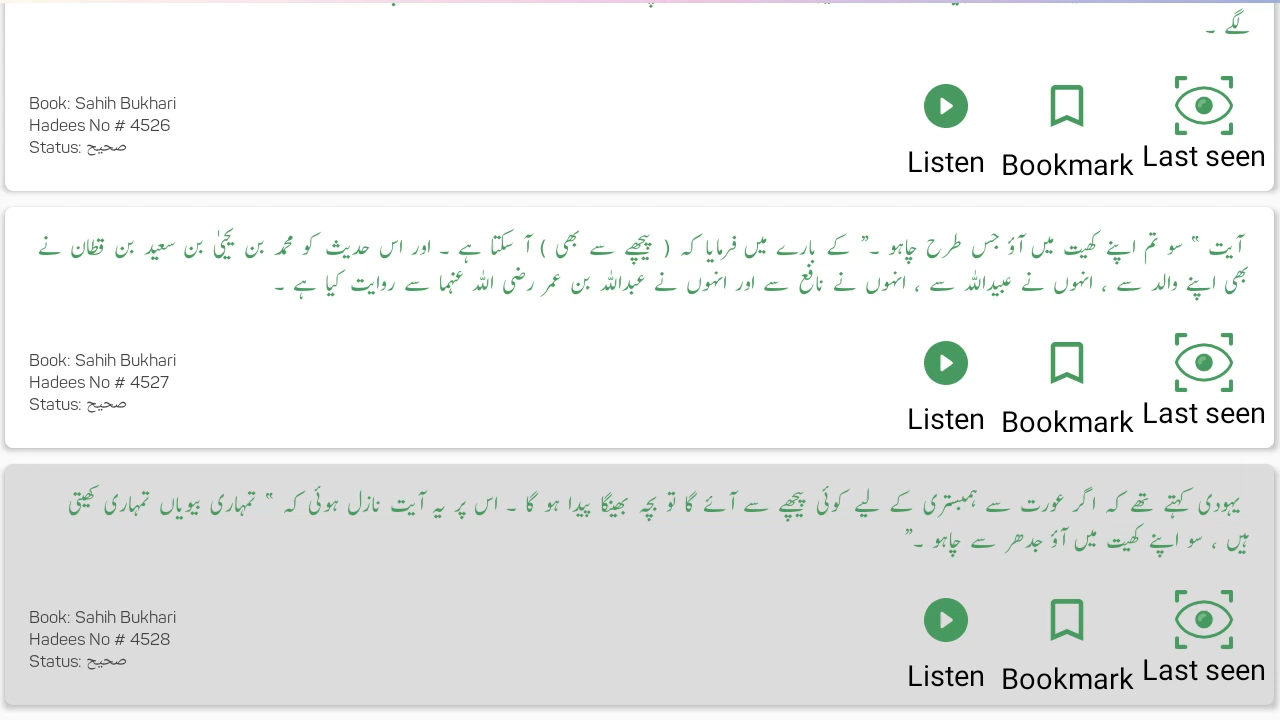 لگے ۔
Book: Sahih Bukhari
Hadees No # 4526
Status: صحیح
Listen
Bookmark
Last seen
آیت ‟ سو تم اپنے کھیت میں آؤ جس طرح چاہو ۔” کے بارے میں فرمایا کہ ( پیچھے سے بھی ) آ سکتا ہے ۔ اور اس حدیث کو محمد بن یحییٰ بن سعید بن قطان نے
بھی اپنے والد سے ، انہوں نے عبیداللہ سے ، انہوں نے نافع سے اور انہوں نے عبداللہ بن عمر رضی اللہ عنہما سے روایت کیا ہے ۔
Book: Sahih Bukhari
Hadees No # 4527
Status: صحیح
Listen
Bookmark
Last seen
یہودی کہتے تھے کہ اگر عورت سے ہمبستری کے لیے کوئی پیچھے سے آئے گا تو بچہ بھینگا پیدا ہو گا ۔ اس پر یہ آیت نازل ہوئی کہ ‟ تمہاری بیویاں تمہاری کھیتی
ہیں ، سو اپنے کھیت میں آؤ جدھر سے چاہو ۔”
Book: Sahih Bukhari
Hadees No # 4528
Status: صحیح
Listen
Bookmark
Last seen